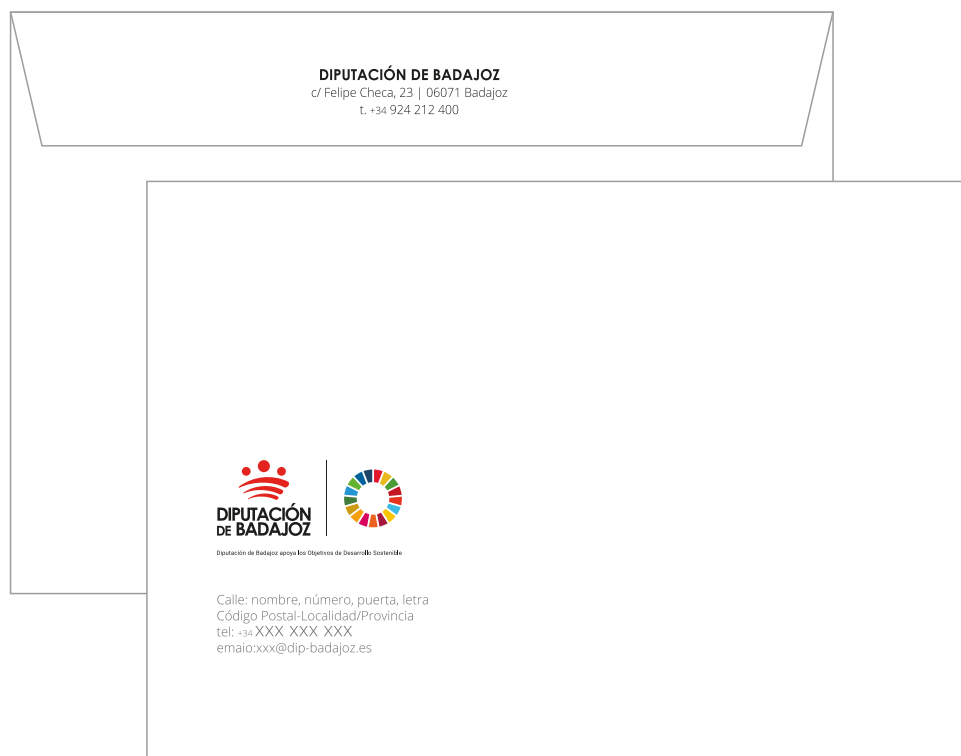 DIPUTACIÓN DE BADAJOZ
c/ Felipe Checa, 23 | 06071 Badajoz
t. +34 924 212 400
DIPUTACIÓN
DE BADAJOZ
Diputación de Badajoz apoya los Objetivos de Desarrollo Sostenible
Calle: nombre, número, puerta, letra
Código Postal-Localidad/Provincia
tel: +34 XXX XXX XXX
emaio:xxx@dip-badajoz.es